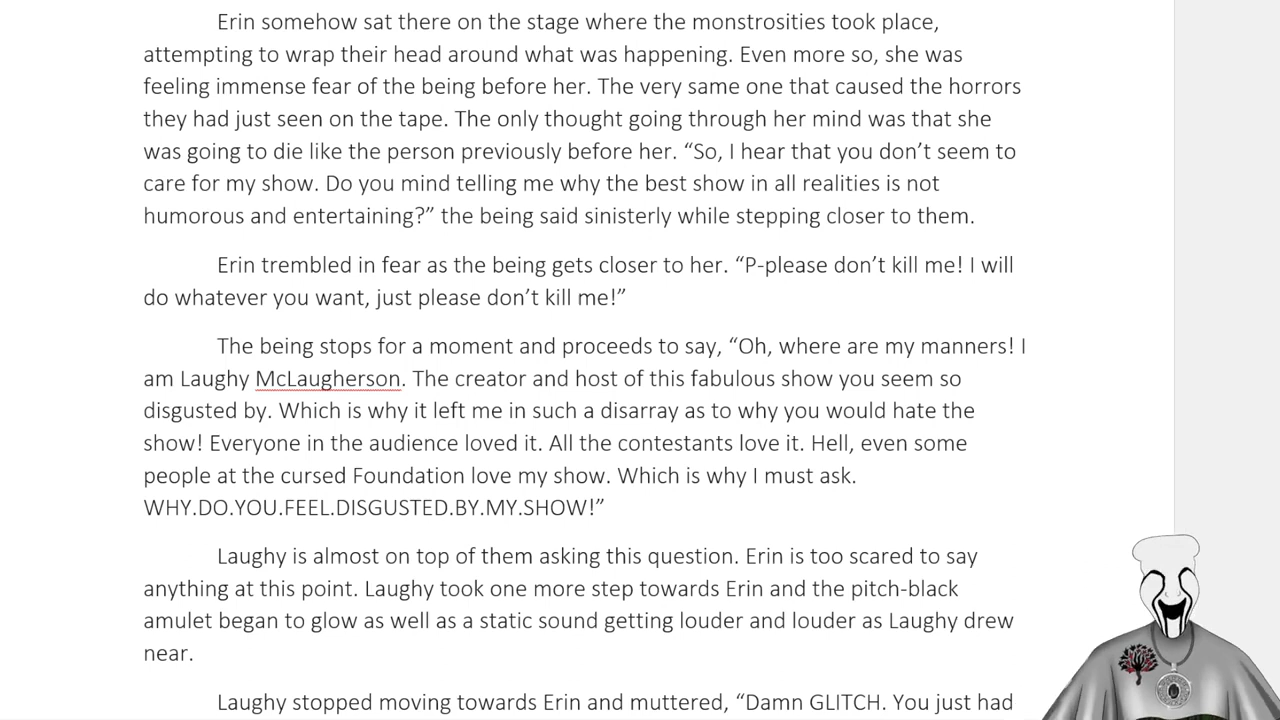 Erin somehow sat there on the stage where the monstrosities took place,
attempting to wrap their head around what was happening. Even more so, she was
feeling immense fear of the being before her. The very same one that caused the horrors
they had just seen on the tape. The only thought going through her mind was that she
was going to die like the person previously before her. “So, I hear that you don’t seem to
care for my show. Do you mind telling me why the best show in all realities is not
humorous and entertaining?” the being said sinisterly while stepping closer to them.
Erin trembled in fear as the being gets closer to her. “P-please don’t kill me! I will
do whatever you want, just please don’t kill me!”
The being stops for a moment and proceeds to say, “Oh, where are my manners! I
am Laughy McLaugherson. The creator and host of this fabulous show you seem so
disgusted by. Which is why it left me in such a disarray as to why you would hate the
show! Everyone in the audience loved it. All the contestants love it. Hell, even some
people at the cursed Foundation love my show. Which is why I must ask.
WHY.DO.YOU.FEEL.DISGUSTED.BY.MY.SHOW!”
Laughy is almost on top of them asking this question. Erin is too scared to say
anything at this point. Laughy took one more step towards Erin and the pitch-black
amulet began to glow as well as a static sound getting louder and louder as Laughy drew
near.
Laughy stopped moving towards Erin and muttered, “Damn GLITCH. You just had